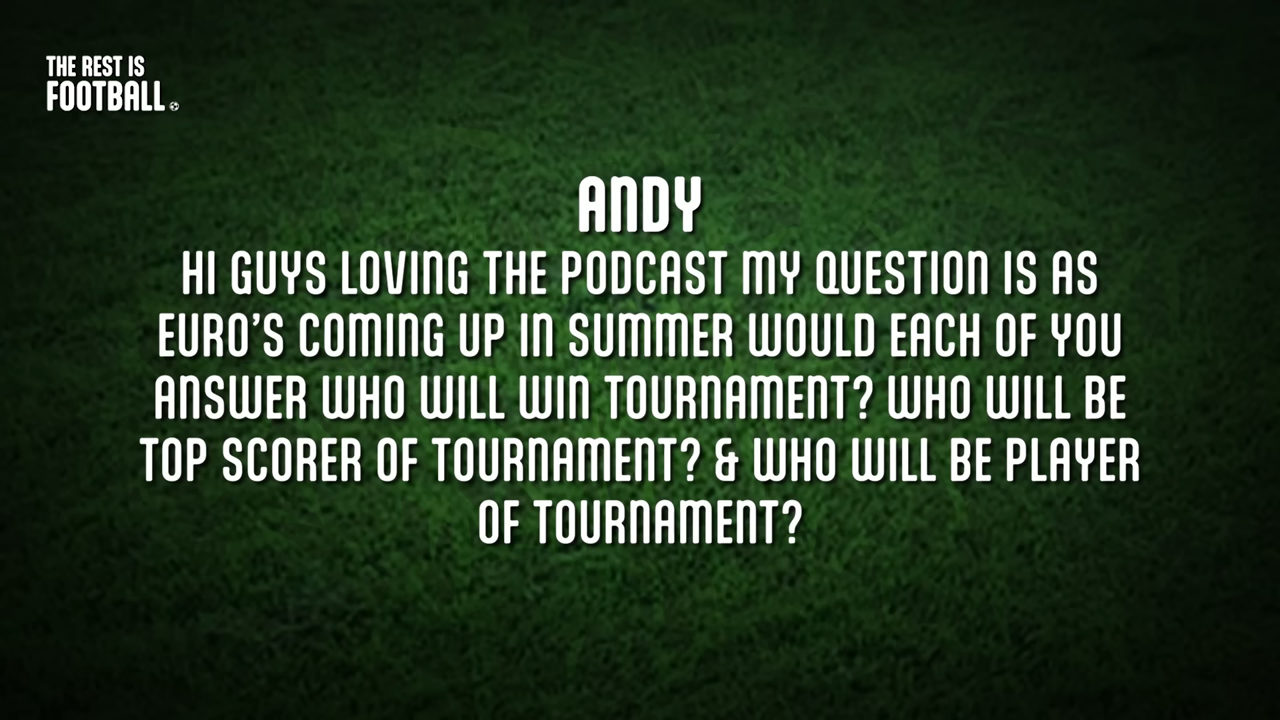 THE REST IS
FOOTBALL.
ANDY
HI GUYS LOVING THE PODCAST MY QUESTION IS AS
EURO'S COMING UP IN SUMMER WOULD EACH OF YOU
ANSWER WHO WILL WIN TOURNAMENT? WHO WILL BE
TOP SCORER OF TOURNAMENT? & WHO WILL BE PLAYER
OF TOURNAMENT?